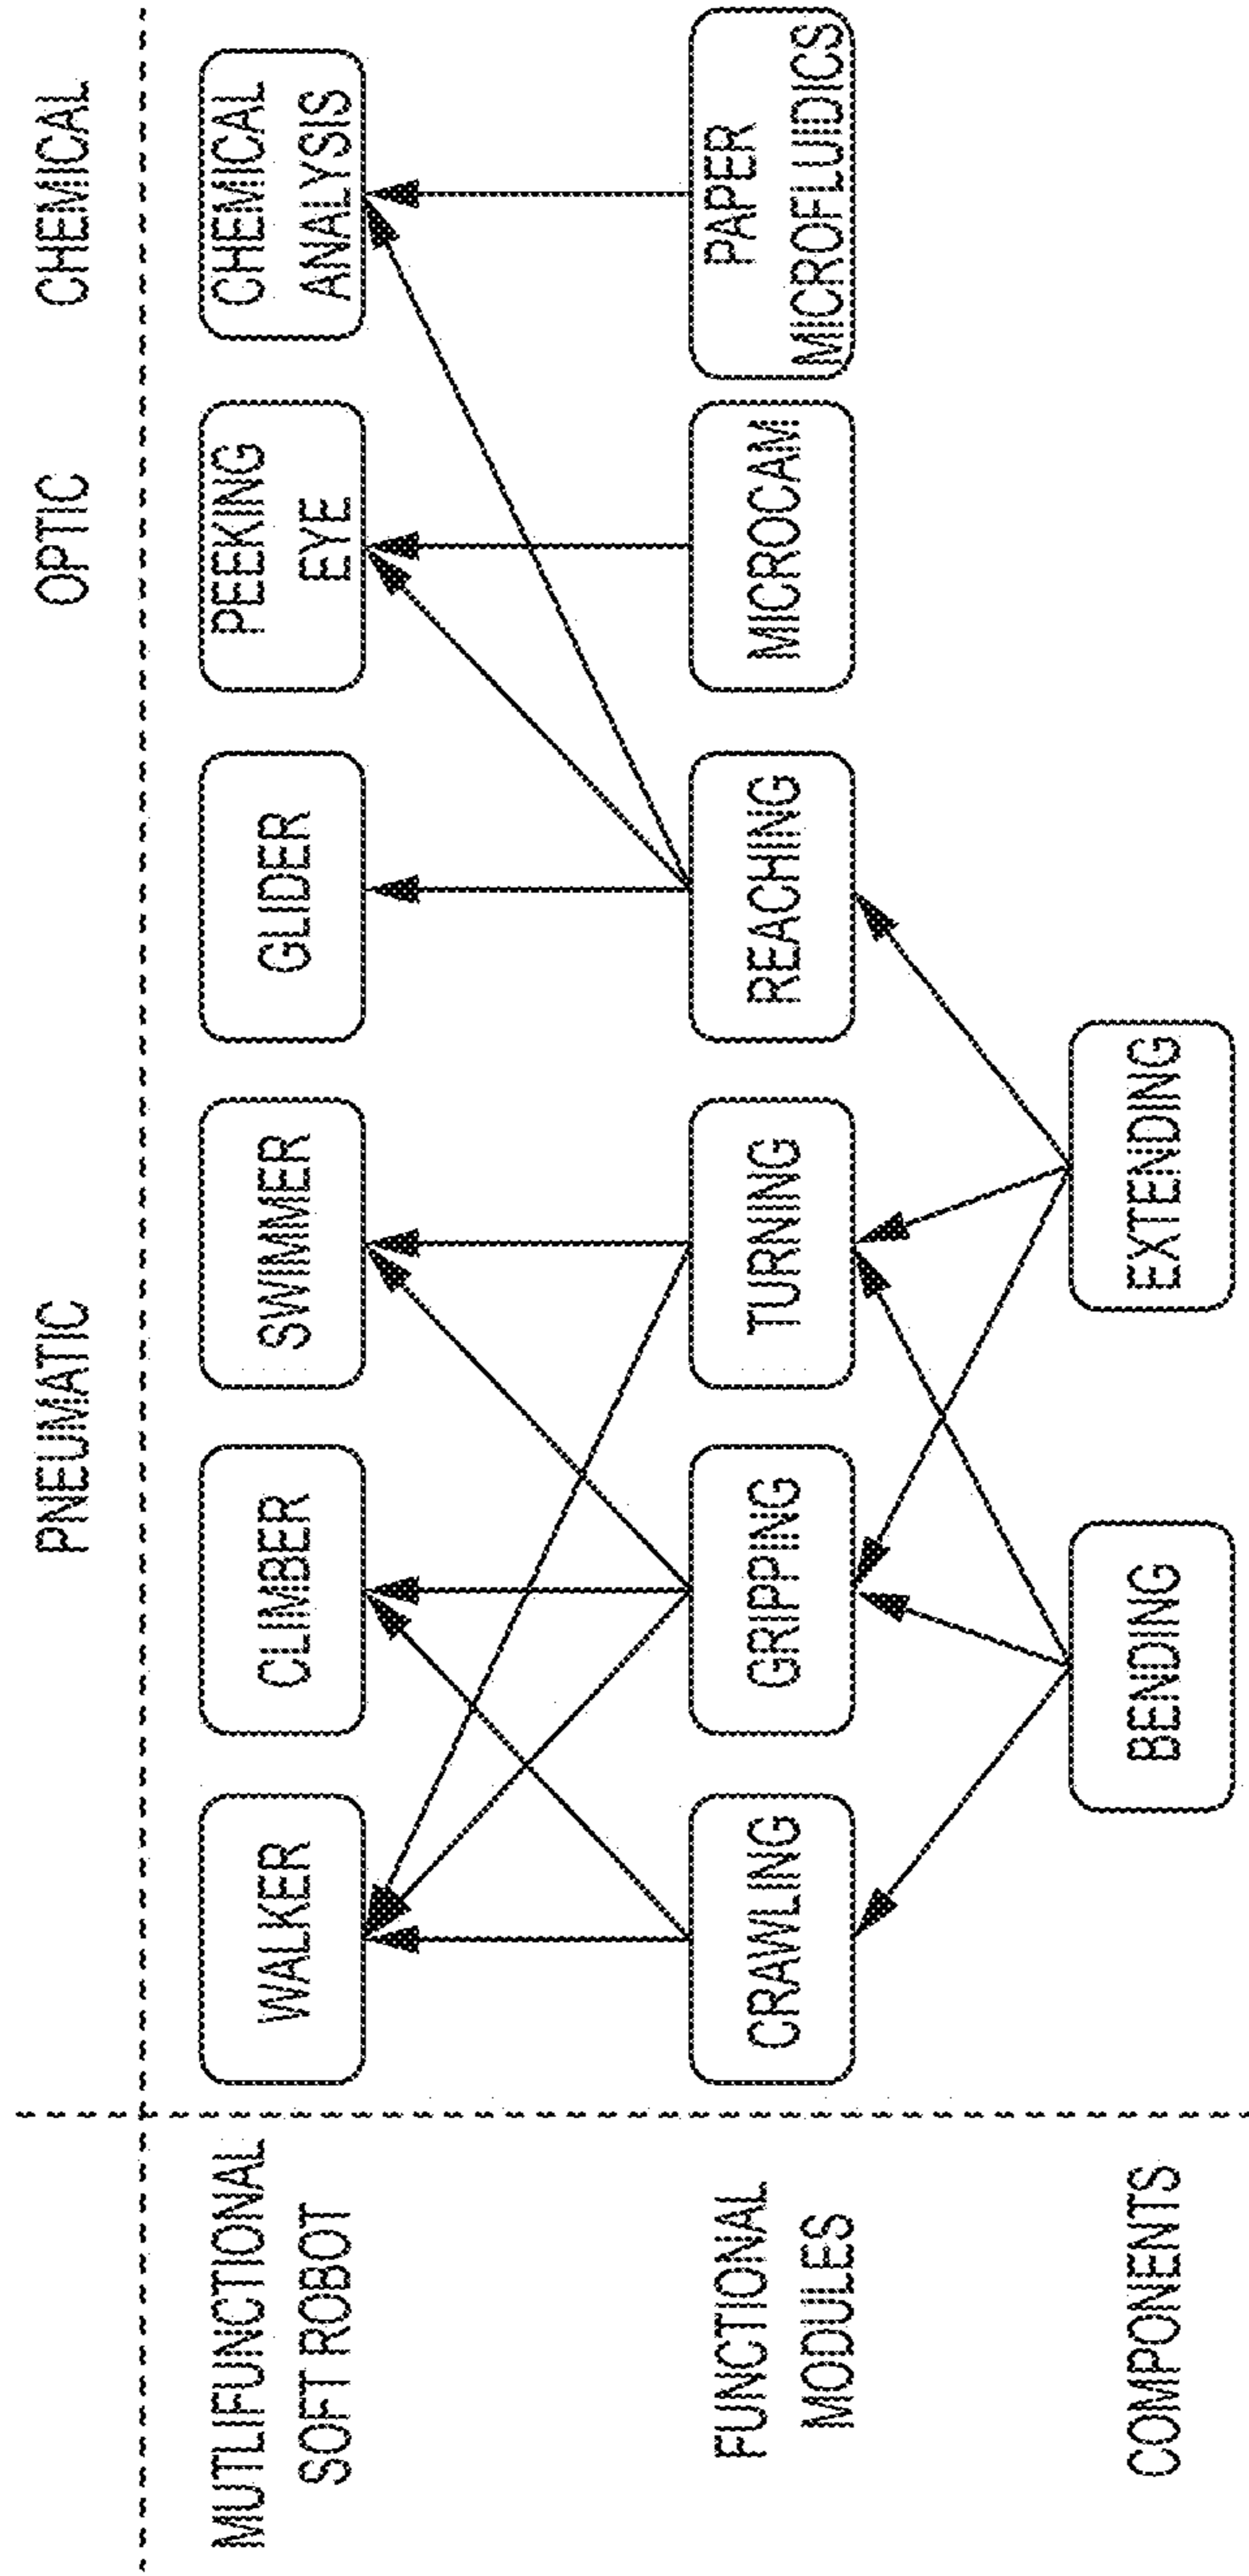 PNEUMATIC
OPTIC
CHEMICAL
MUTLIFUNCTIONAL
SOFT ROBOT
WALKER
CLIMBER
SWIMMER
GLIDER
PEEKING
EYE
CHEMICAL
ANALYSIS
FUNCTIONAL
MODULES
CRAWLING
GRIPPING
TURNING
REACHING
MICROCAM
PAPER
MICROFLUIDICS
COMPONENTS
BENDING
EXTENDING